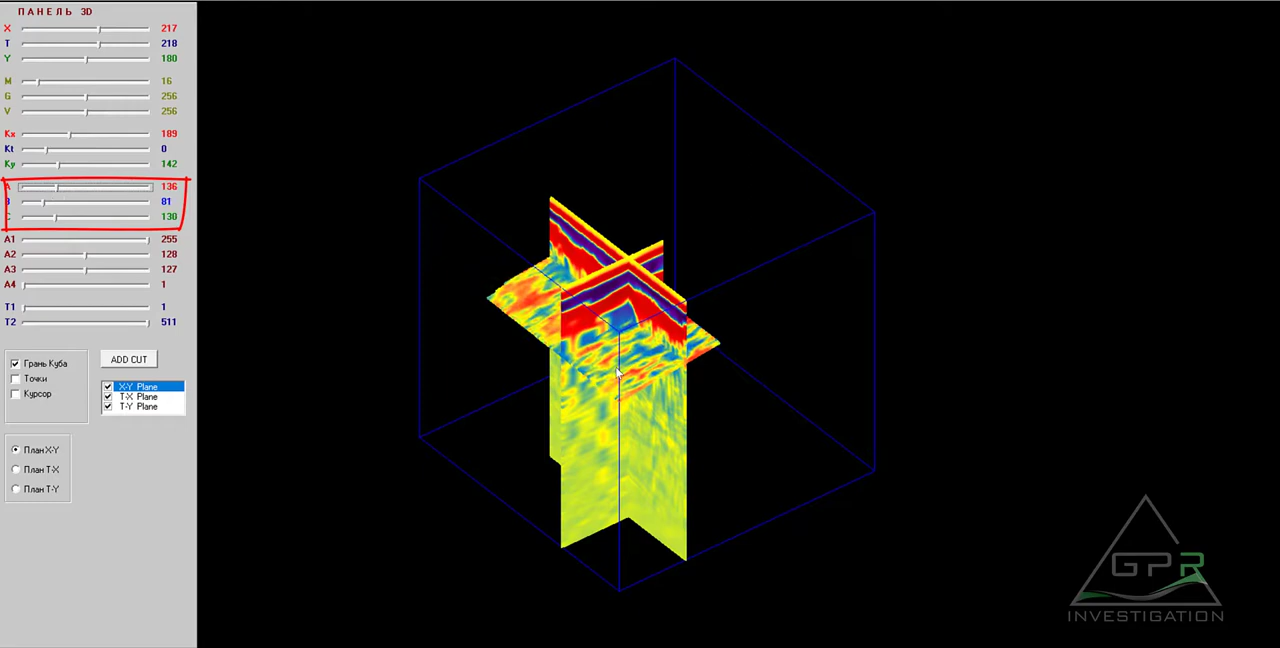 ПАНЕЛЬ 3D
X 217
T 218
Y 180
M 16
G 256
V 256
Kx 189
Kt 0
Ky 142
A 136
81
C 130
A1 255
A2 128
A3 127
A4 1
T1 1
T2 511
Грань Куба
Точки
Курсор
ADD CUT
X-Y Plane
T-X Plane
T-Y Plane
План X-Y
План T-X
План T-Y
GPR
INVESTIGATION